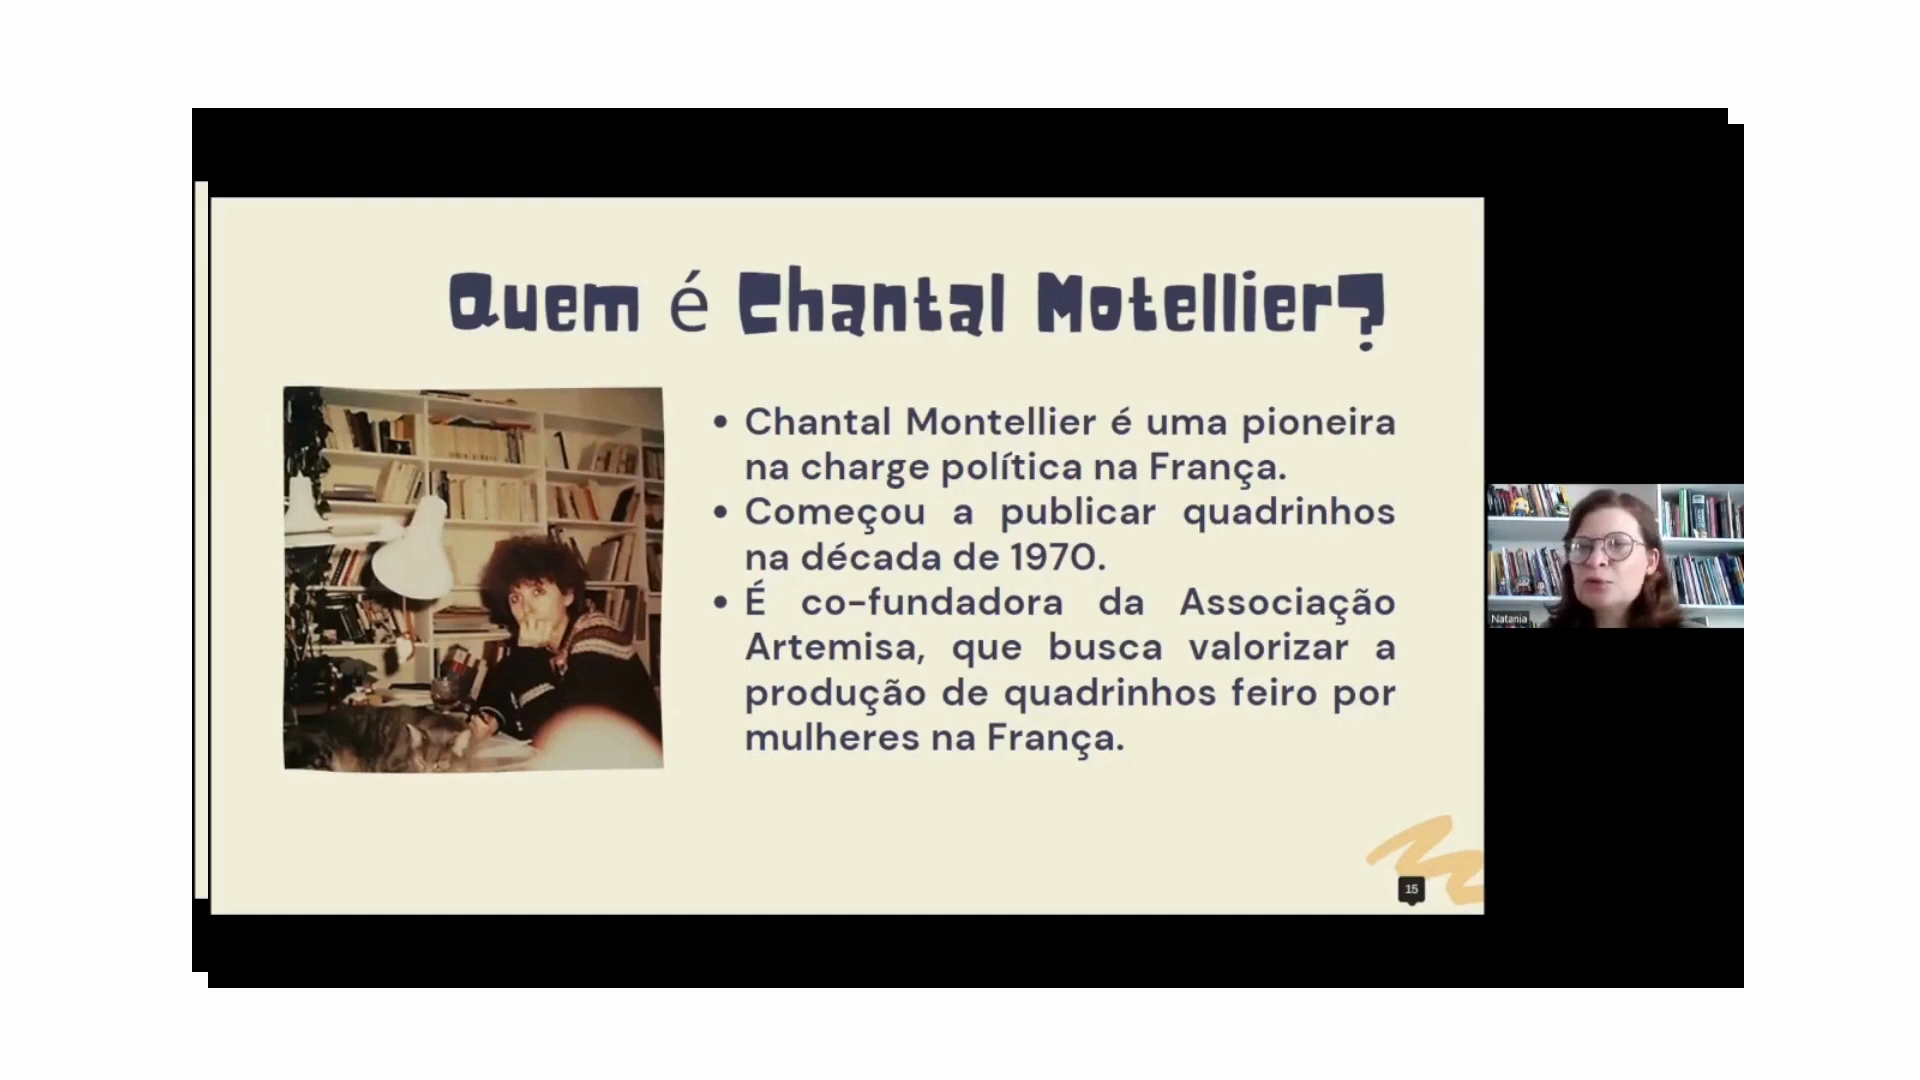 Quem é Chantal Motellier?
• Chantal Montellier é uma pioneira
na charge política na França.
• Começou a publicar quadrinhos
na década de 1970.
• É co-fundadora da Associação
Artemisa, que busca valorizar a
produção de quadrinhos feiro por
mulheres na França.
Natania
15